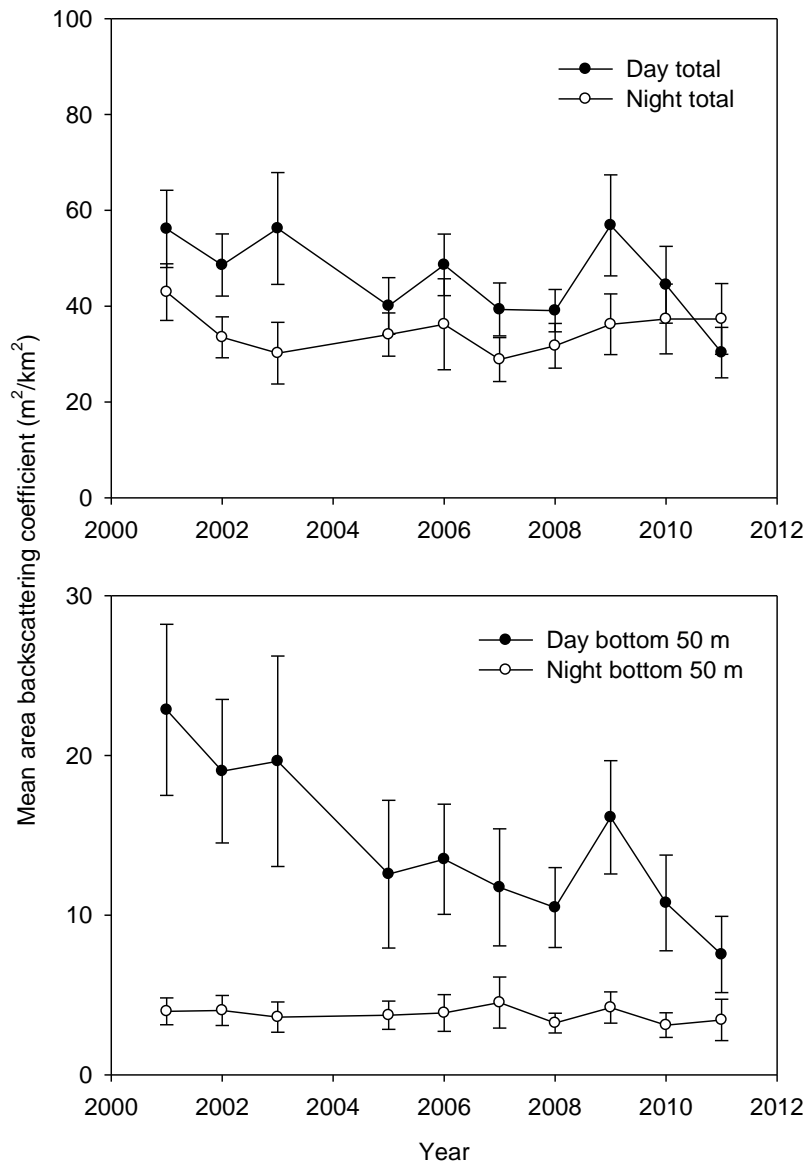 Mean area backscattering coefficient (m²/km²)
100
80
60
40
20
0
Day total
Night total
2000 2002 2004 2006 2008 2010 2012
30
20
10
0
Day bottom 50 m
Night bottom 50 m
2000 2002 2004 2006 2008 2010 2012
Year